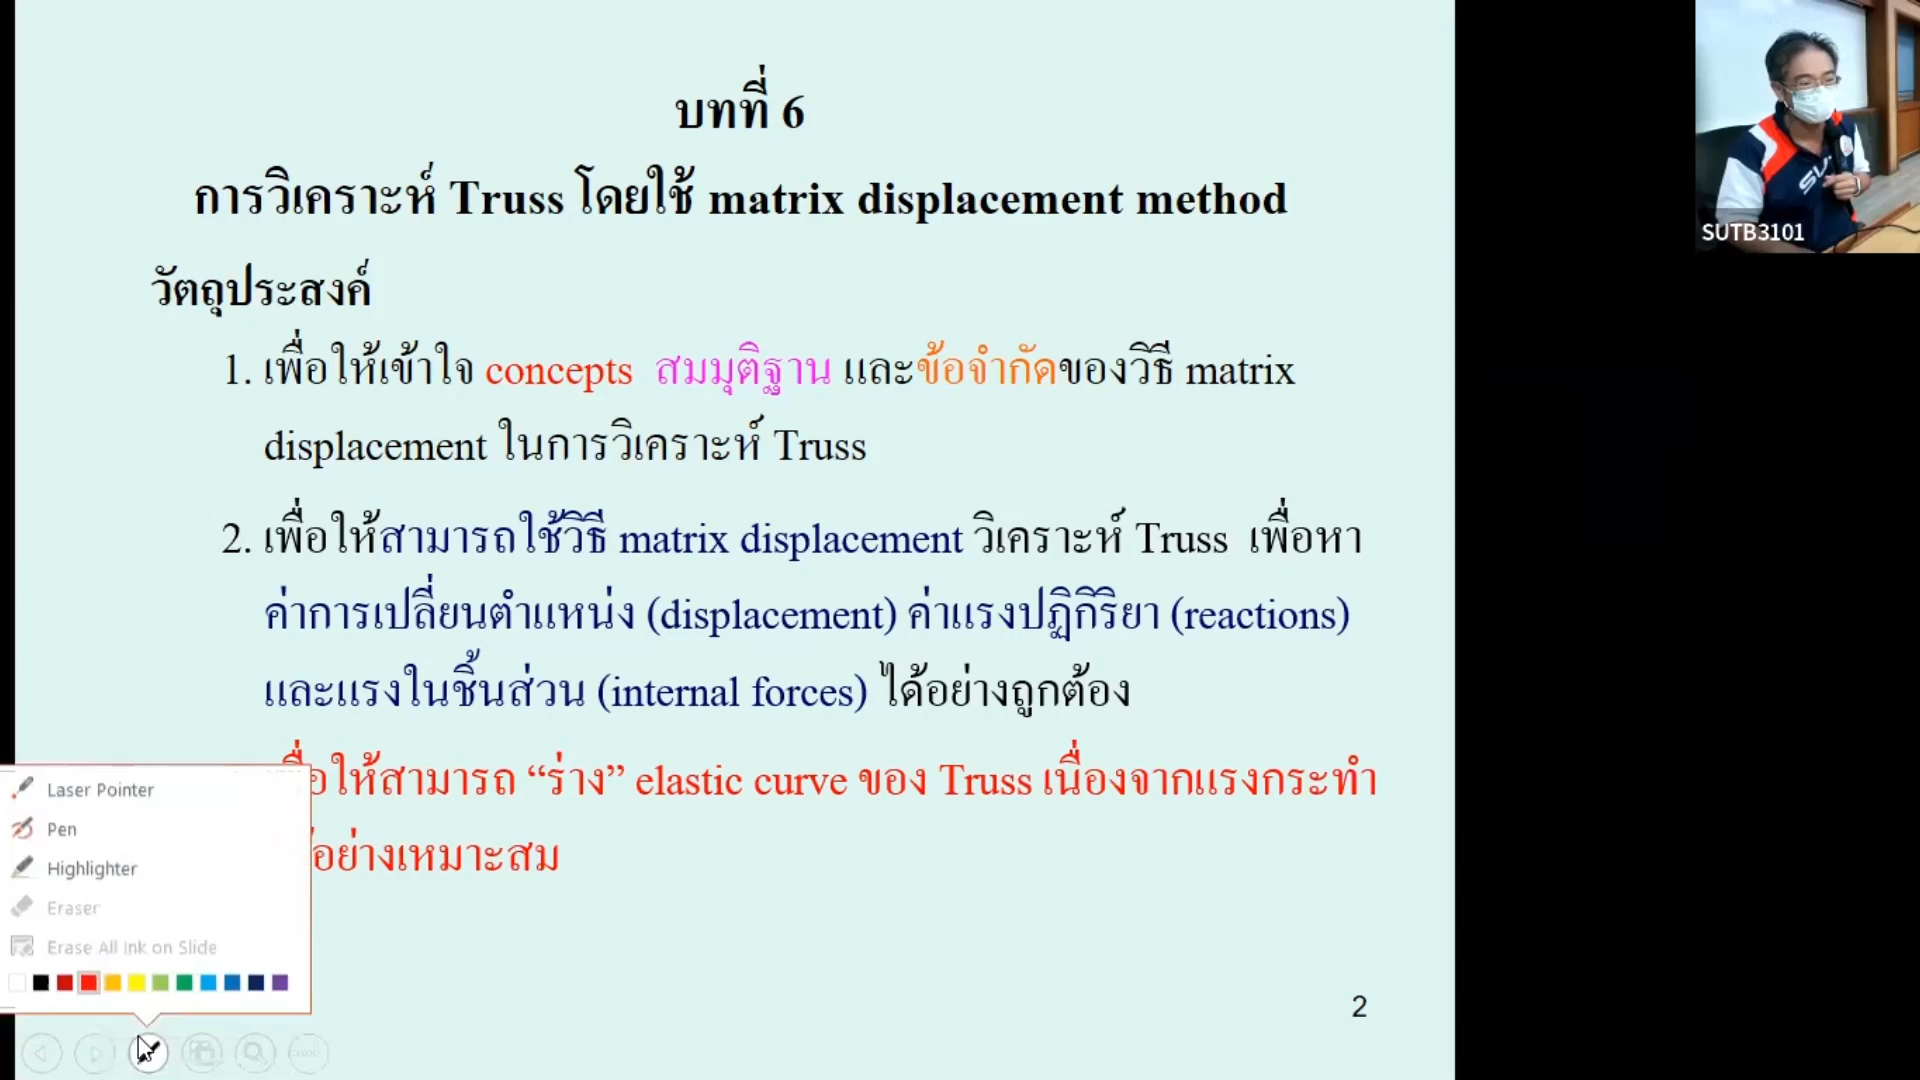 บทที่ 6
การวิเคราะห์ Truss โดยใช้ matrix displacement method
วัตถุประสงค์
1. เพื่อให้เข้าใจ concepts สมมุติฐาน และข้อจำกัดของวิธี matrix
displacement ในการวิเคราะห์ Truss
2. เพื่อให้สามารถใช้วิธี matrix displacement วิเคราะห์ Truss เพื่อหา
ค่าการเปลี่ยนตำแหน่ง (displacement) ค่าแรงปฏิกิริยา (reactions)
และแรงในชิ้นส่วน (internal forces) ได้อย่างถูกต้อง
ให้สามารถ “ร่าง” elastic curve ของ Truss เนื่องจากแรงกระทำ
อย่างเหมาะสม
Laser Pointer
Pen
Highlighter
Eraser
Erase All Ink on Slide
2
SUTB3101